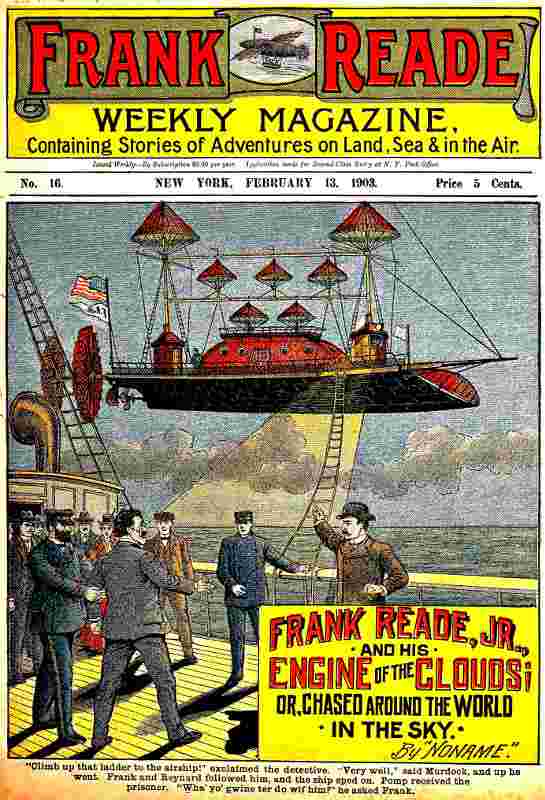 FRANK READE
WEEKLY MAGAZINE,
Containing Stories of Adventures on Land, Sea & in the Air.
Issued Weekly—By Subscription $2.50 per year. Application made for Second-Class Entry at N. Y. Post Office.
No. 16. NEW YORK, FEBRUARY 13, 1903. Price 5 Cents.
FRANK READE, JR.,
AND HIS
ENGINE OF THE CLOUDS;
OR, CHASED AROUND THE WORLD
IN THE SKY.
By "NONAME."
"Climb up that ladder to the airship!" exclaimed the detective. "Very well," said Murdock, and up he
went. Frank and Reynard followed him, and the ship sped on. Pomp received the
prisoner. "Wha' yo' gwine ter do wif him?" he asked Frank.